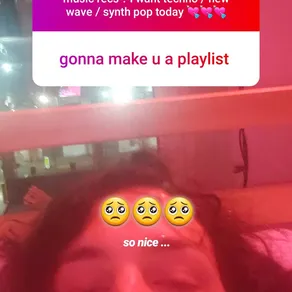 music recs . I want techno / new
wave / synth pop today 💘💘💘
gonna make u a playlist
🥺🥺🥺
so nice ...